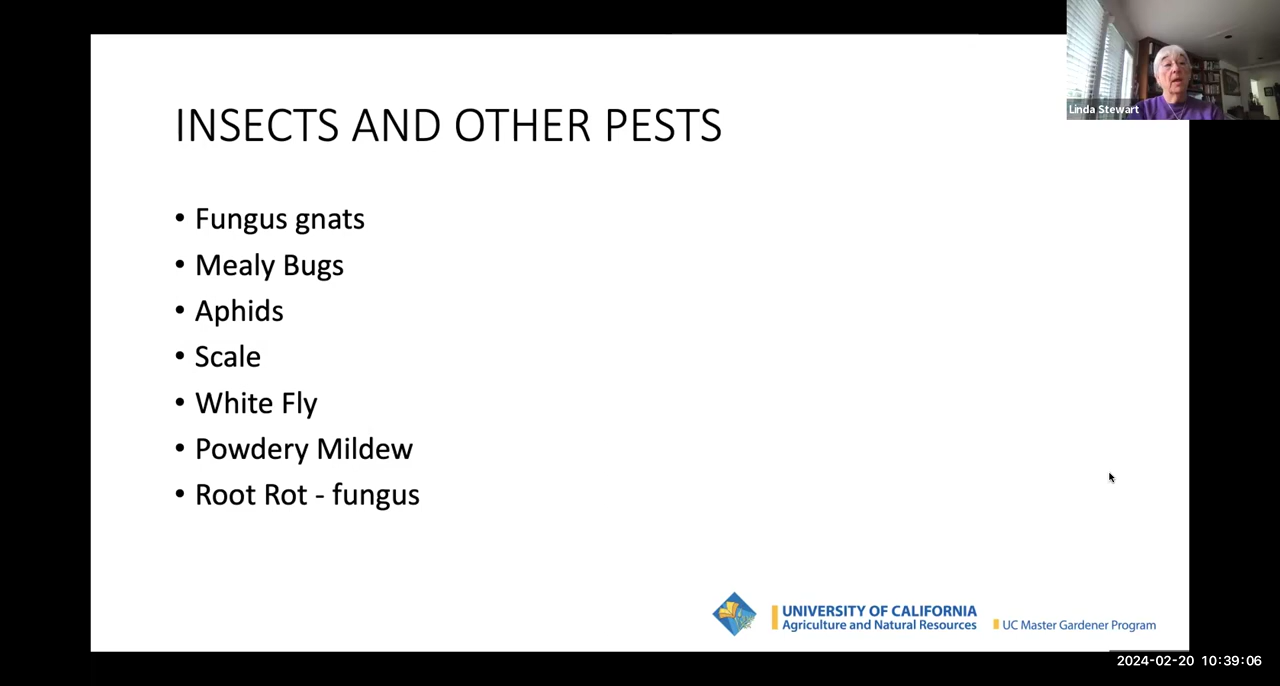 Linda Stewart
INSECTS AND OTHER PESTS
• Fungus gnats
• Mealy Bugs
• Aphids
• Scale
• White Fly
• Powdery Mildew
• Root Rot - fungus
UNIVERSITY OF CALIFORNIA
Agriculture and Natural Resources
UC Master Gardener Program
2024-02-20 10:39:06